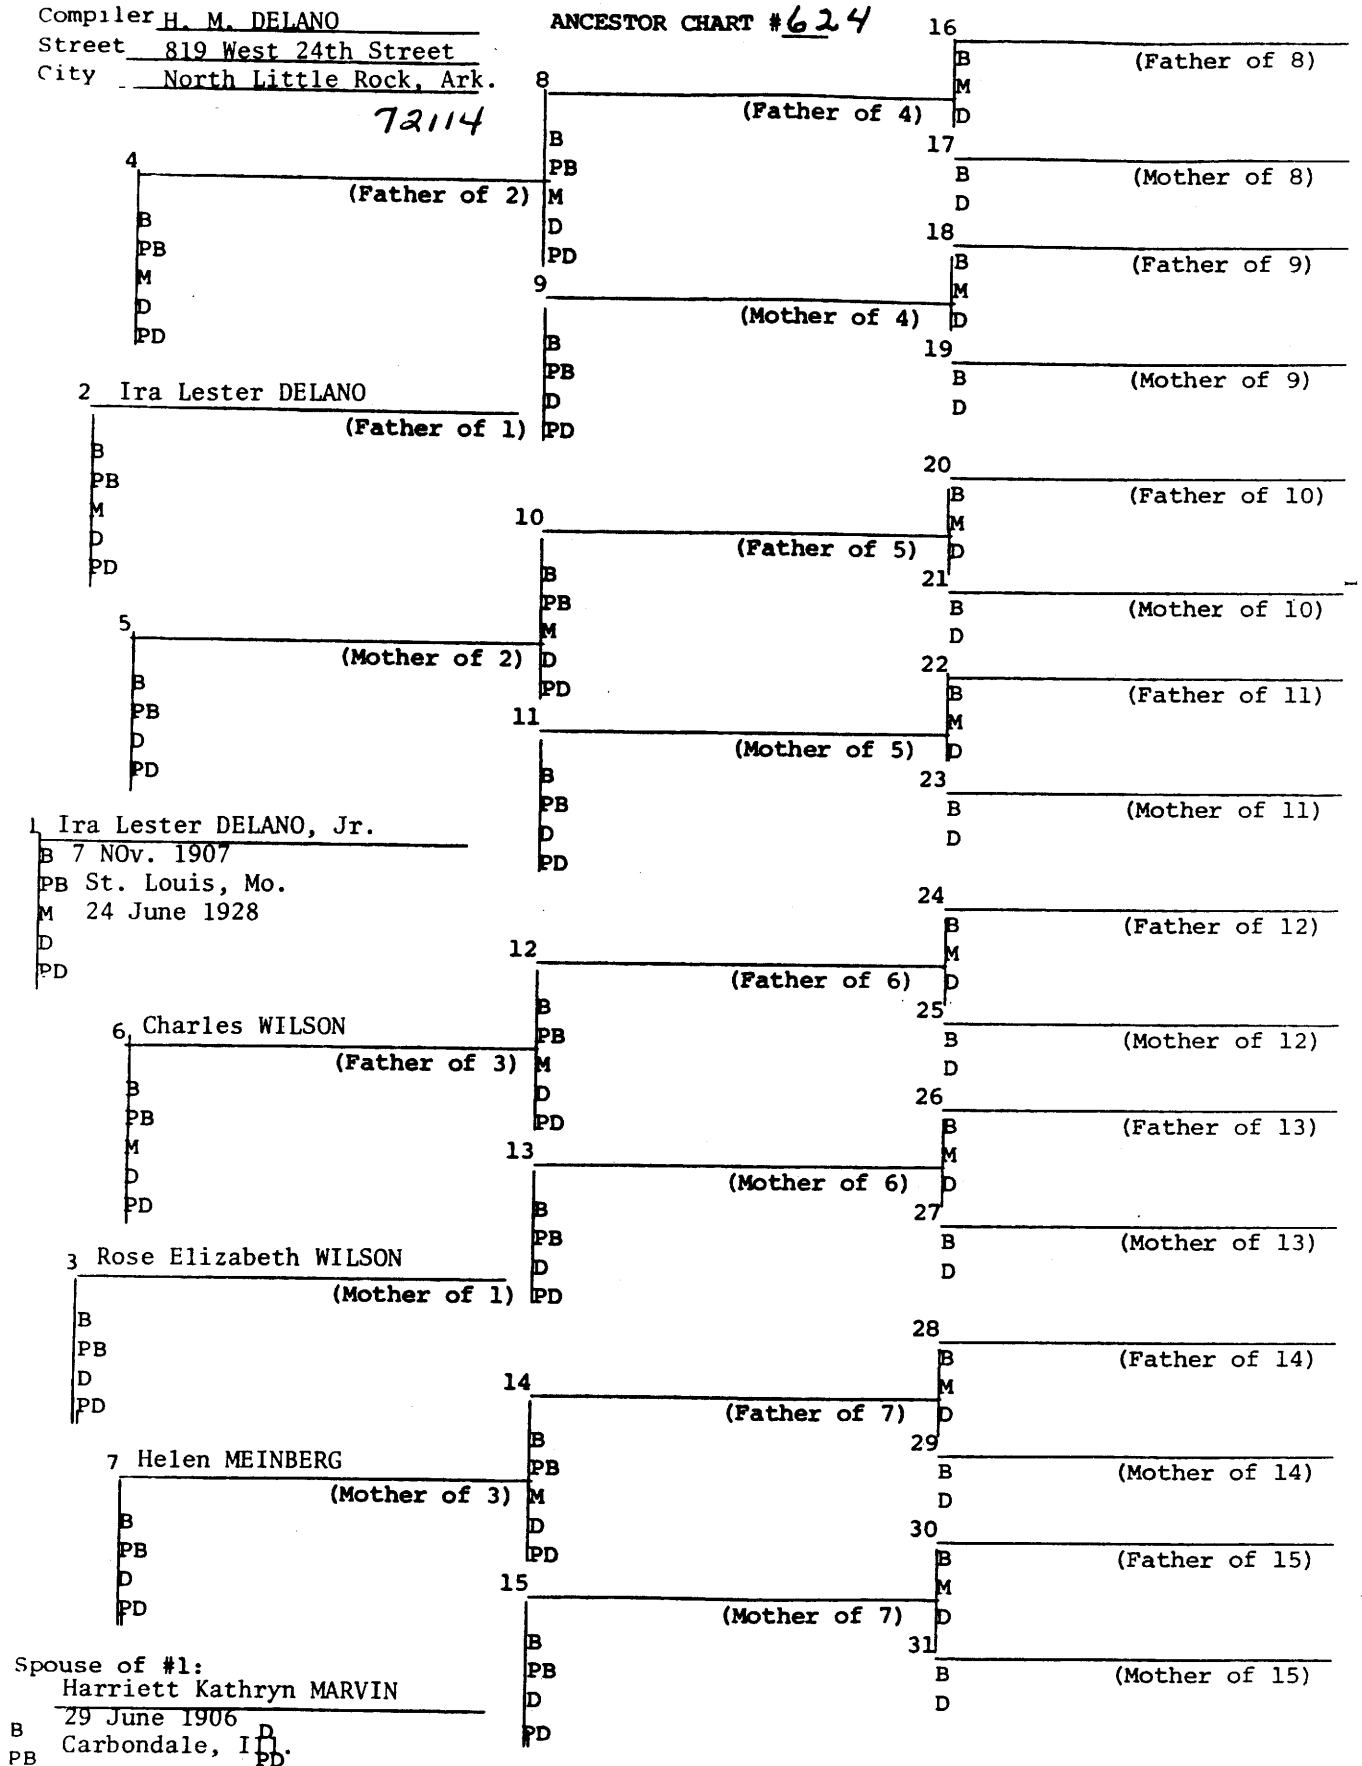 Compiler H. M. DELANO
Street 819 West 24th Street
City North Little Rock, Ark.
72114
ANCESTOR CHART #624
4
(Father of 2)
B
PB
M
D
PD
2 Ira Lester DELANO
(Father of 1)
B
PB
M
D
PD
5
(Mother of 2)
B
PB
D
PD
1 Ira Lester DELANO, Jr.
B 7 NOv. 1907
PB St. Louis, Mo.
M 24 June 1928
D
PD
6 Charles WILSON
(Father of 3)
B
PB
M
D
PD
3 Rose Elizabeth WILSON
(Mother of 1)
B
PB
D
PD
7 Helen MEINBERG
(Mother of 3)
B
PB
D
PD
Spouse of #1:
Harriett Kathryn MARVIN
B 29 June 1906 D
PB Carbondale, Ill. PD
8
(Father of 4)
B
PB
M
D
PD
9
(Mother of 4)
B
PB
D
PD
10
(Father of 5)
B
PB
M
D
PD
11
(Mother of 5)
B
PB
D
PD
12
(Father of 6)
B
PB
M
D
PD
13
(Mother of 6)
B
PB
D
PD
14
(Father of 7)
B
PB
M
D
PD
15
(Mother of 7)
B
PB
D
PD
16
(Father of 8)
B
M
D
17
(Mother of 8)
B
D
18
(Father of 9)
B
M
D
19
(Mother of 9)
B
D
20
(Father of 10)
B
M
D
21
(Mother of 10)
B
D
22
(Father of 11)
B
M
D
23
(Mother of 11)
B
D
24
(Father of 12)
B
M
D
25
(Mother of 12)
B
D
26
(Father of 13)
B
M
D
27
(Mother of 13)
B
D
28
(Father of 14)
B
M
D
29
(Mother of 14)
B
D
30
(Father of 15)
B
M
D
31
(Mother of 15)
B
D